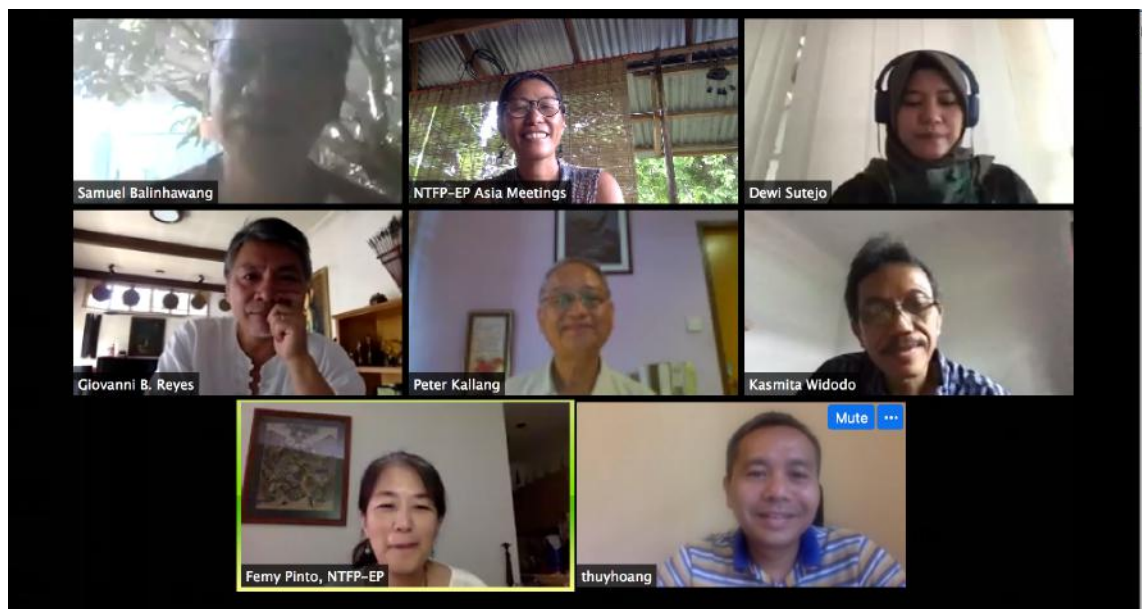 Samuel Balinhawang
NTFP-EP Asia Meetings
Dewi Sutejo
Giovanni B. Reyes
Peter Kallang
Kasmita Widodo
Mute ···
Femy Pinto, NTFP-EP
thuyhoang